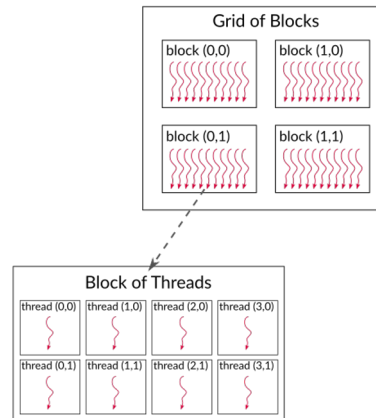 Grid of Blocks
block (0,0) block (1,0)
block (0,1) block (1,1)
Block of Threads
thread (0,0) thread (1,0) thread (2,0) thread (3,0)
thread (0,1) thread (1,1) thread (2,1) thread (3,1)